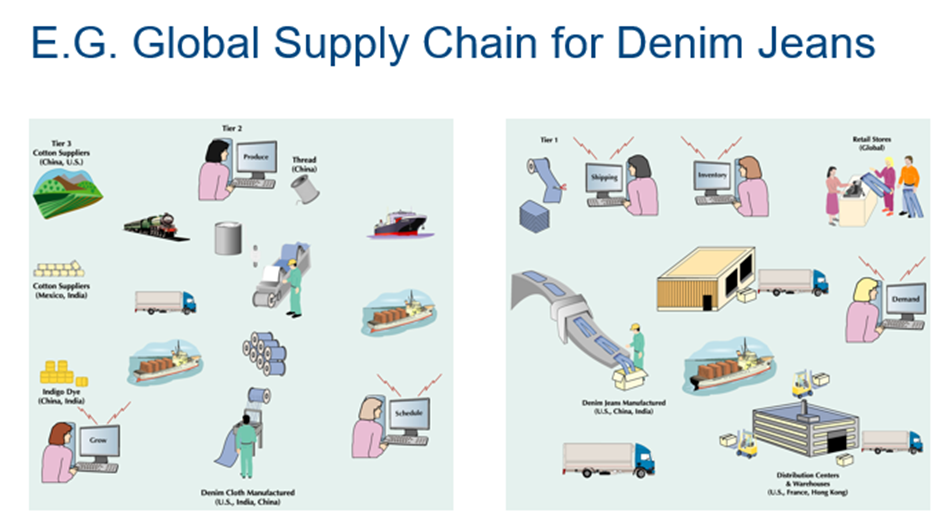 E.G. Global Supply Chain for Denim Jeans
Tier 3
Cotton Suppliers
(China, U.S.)
Tier 2
Produce
Thread
(China)
Cotton Suppliers
(Mexico, India)
Indigo Dye
(China, India)
Grow
Schedule
Denim Cloth Manufactured
(U.S., India, China)
Tier 1
Shipping
Inventory
Retail Stores
(Global)
Demand
Denim Jeans Manufactured
(U.S., China, India)
Distribution Centers
& Warehouses
(U.S., France, Hong Kong)